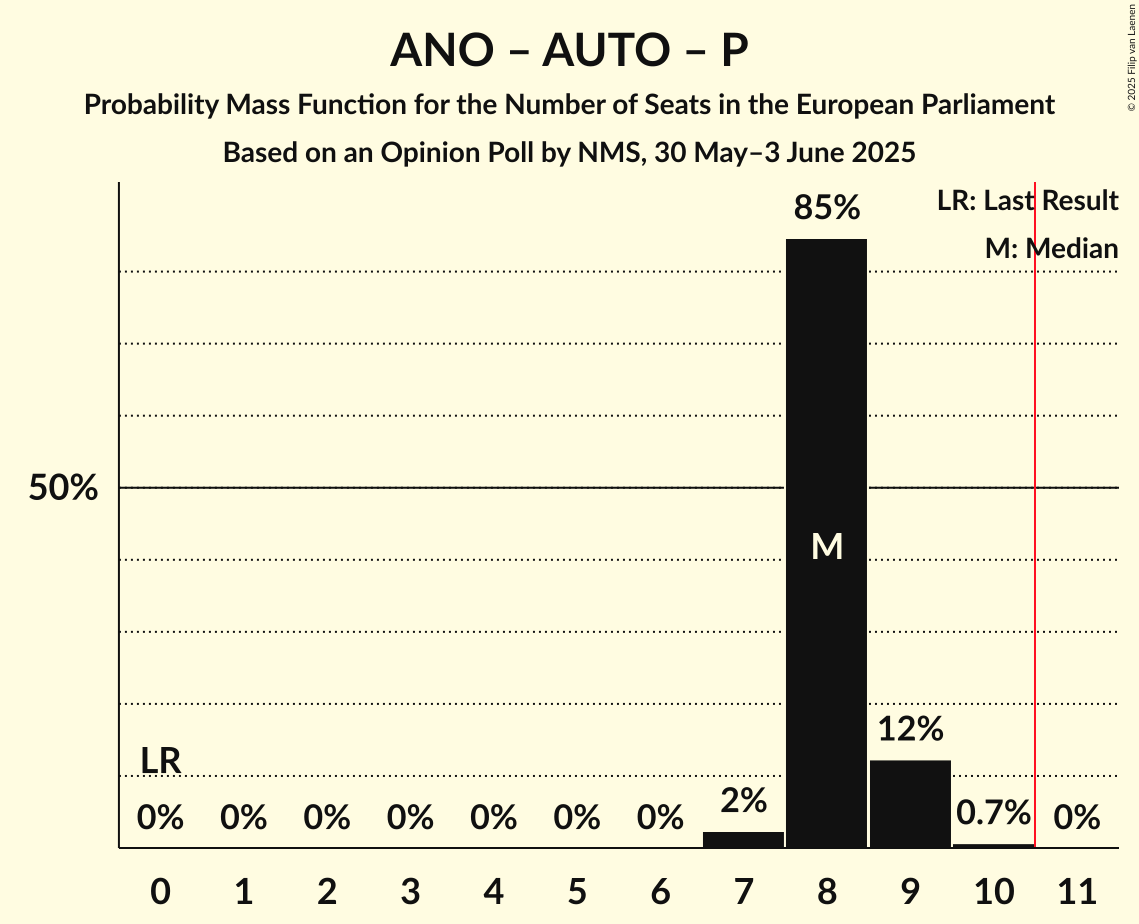 ANO – AUTO – P
Probability Mass Function for the Number of Seats in the European Parliament
Based on an Opinion Poll by NMS, 30 May–3 June 2025
© 2025 Filip van Laenen
LR: Last Result
M: Median
85%
50%
M
LR
12%
2%
0.7%
0% 0% 0% 0% 0% 0% 0% 0%
0 1 2 3 4 5 6 7 8 9 10 11